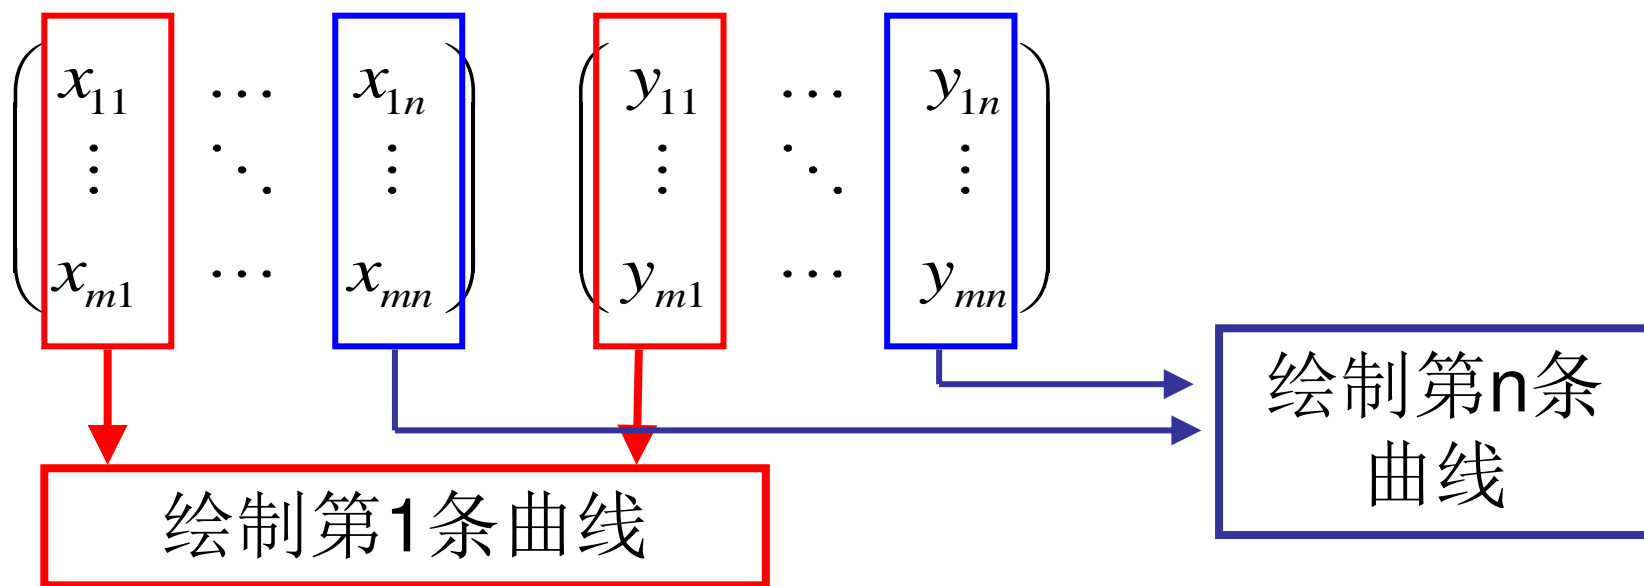 x₁₁ ⋯ x₁ₙ y₁₁ ⋯ y₁ₙ
⋮ ⋱ ⋮ ⋮ ⋱ ⋮
xₘ₁ ⋯ xₘₙ yₘ₁ ⋯ yₘₙ
绘制第1条曲线
绘制第n条
曲线